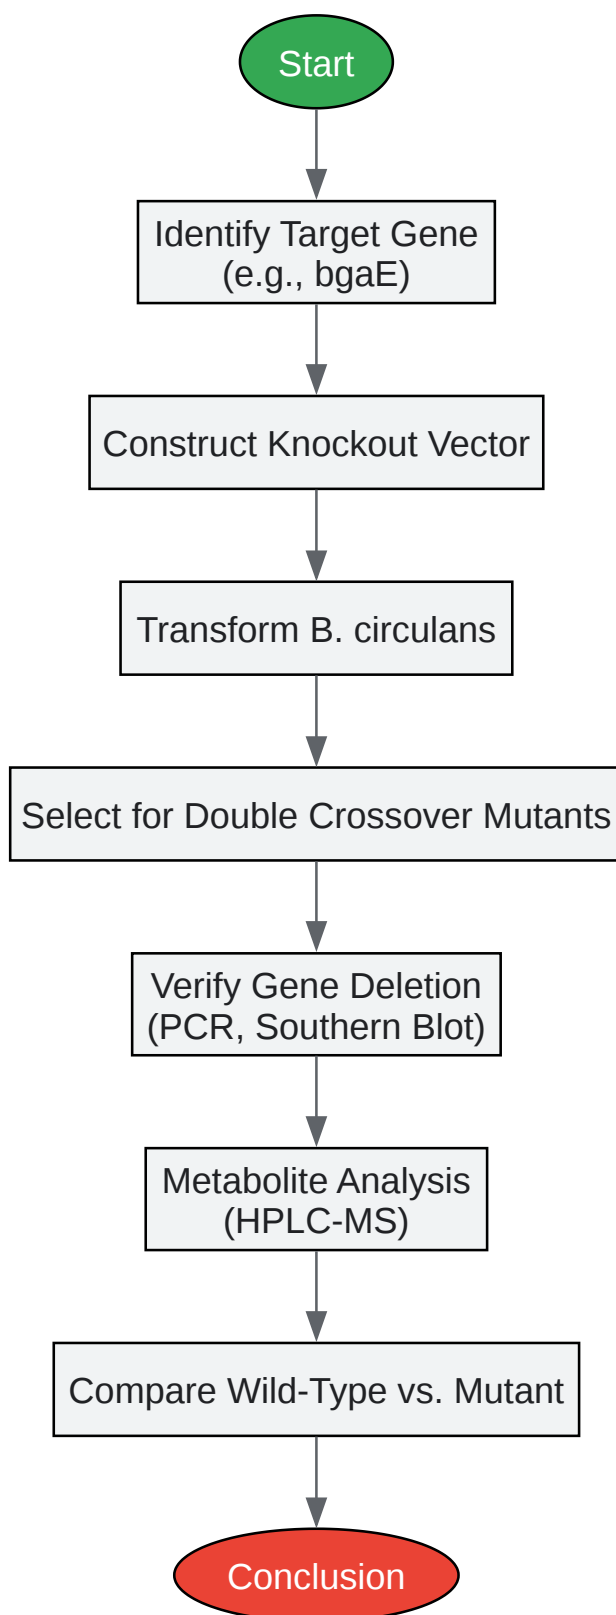 Start
Identify Target Gene
(e.g., bgaE)
Construct Knockout Vector
Transform B. circulans
Select for Double Crossover Mutants
Verify Gene Deletion
(PCR, Southern Blot)
Metabolite Analysis
(HPLC-MS)
Compare Wild-Type vs. Mutant
Conclusion